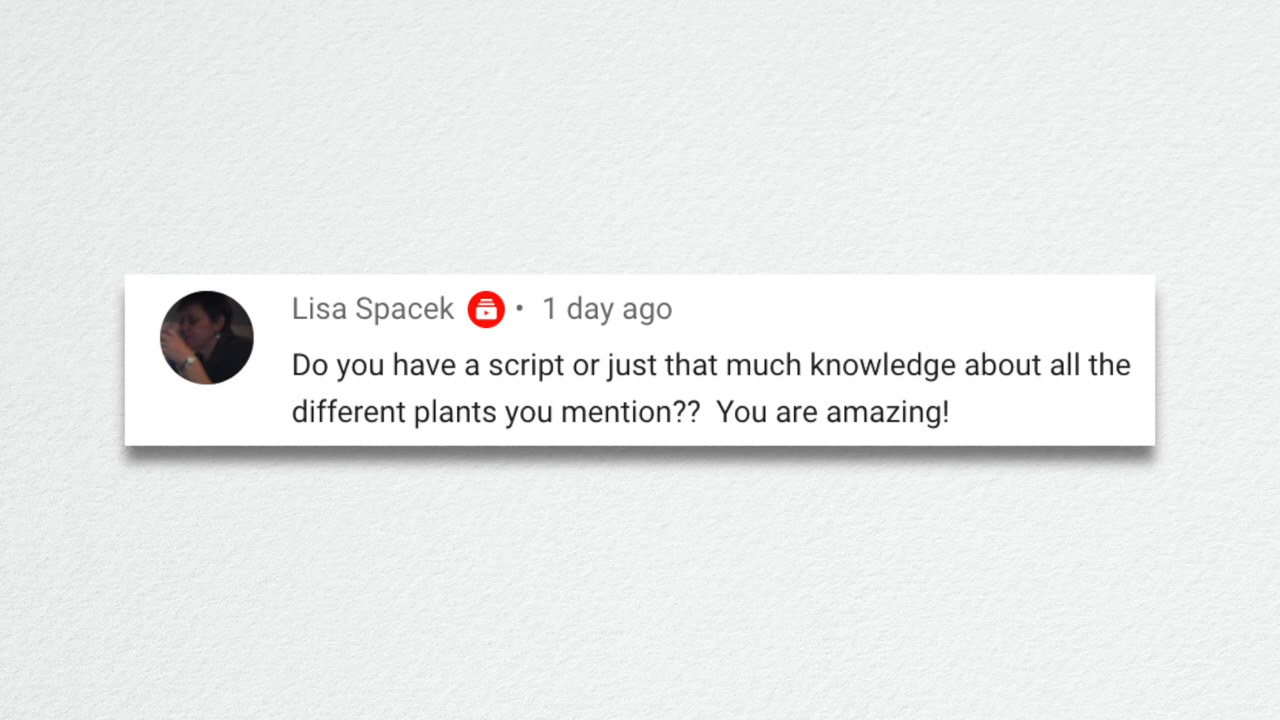 Lisa Spacek • 1 day ago
Do you have a script or just that much knowledge about all the
different plants you mention??  You are amazing!